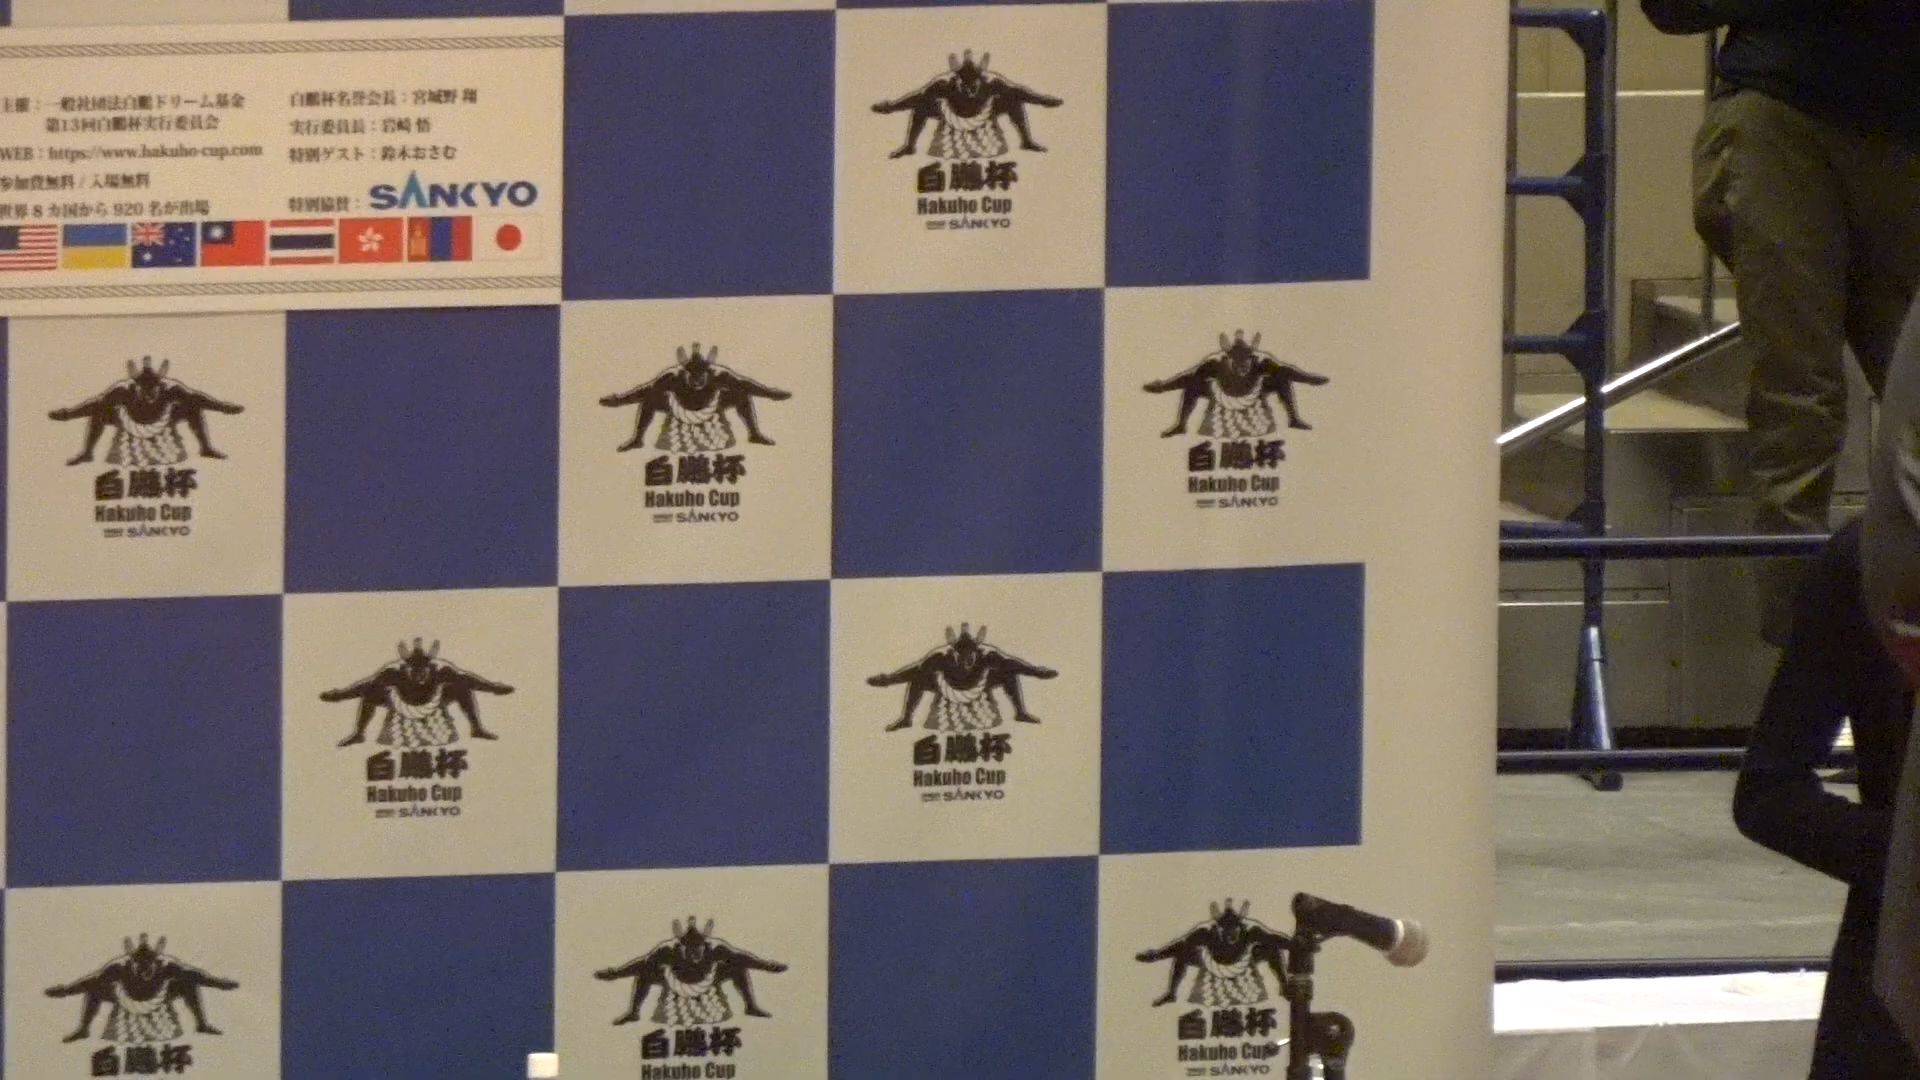 主催：一般社団法白鵬ドリーム基金
第13回白鵬杯実行委員会
WEB：https://www.hakuho-cup.com
参加費無料 / 入場無料
世界 8 カ国から 920 名が出場
白鵬杯名誉会長：宮城野 翔
実行委員長：岩崎 悟
特別ゲスト：鈴木おさむ
特別協賛：SANKYO
白鵬杯
Hakuho Cup
SANKYO
白鵬杯
Hakuho Cup
SANKYO
白鵬杯
Hakuho Cup
SANKYO
白鵬杯
Hakuho Cup
SANKYO
白鵬杯
Hakuho Cup
SANKYO
白鵬杯
Hakuho Cup
SANKYO
白鵬杯
白鵬杯
Hakuho Cup
白鵬杯
Hakuho Cup
SANKYO